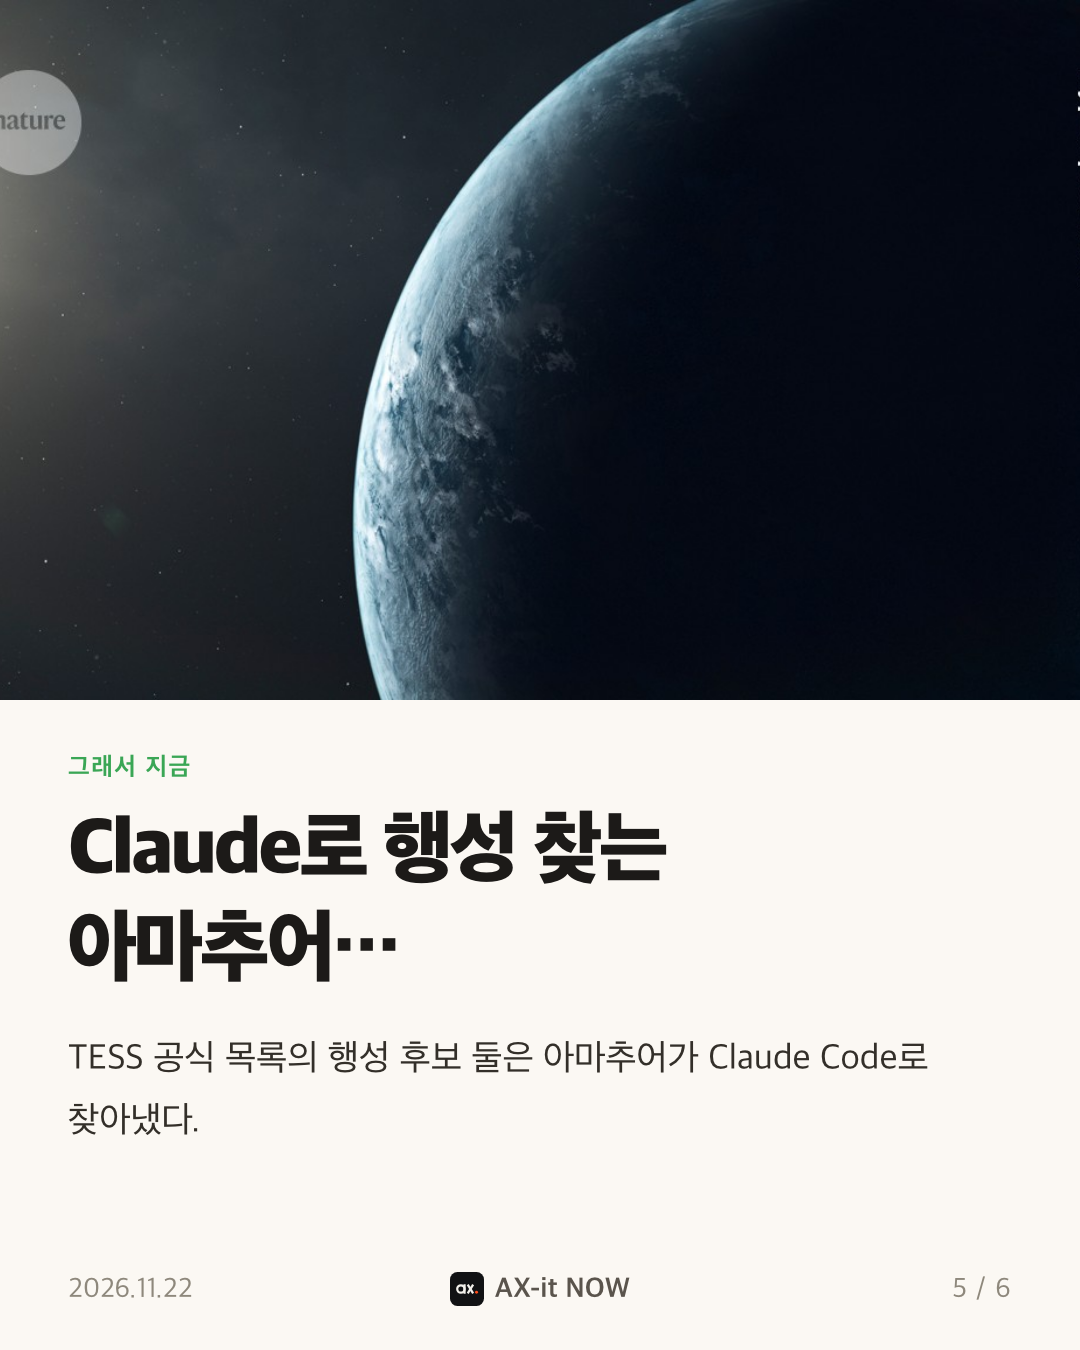 nature
그래서 지금
Claude로 행성 찾는
아마추어…
TESS 공식 목록의 행성 후보 둘은 아마추어가 Claude Code로
찾아냈다.
2026.11.22
ax.
AX-it NOW
5 / 6